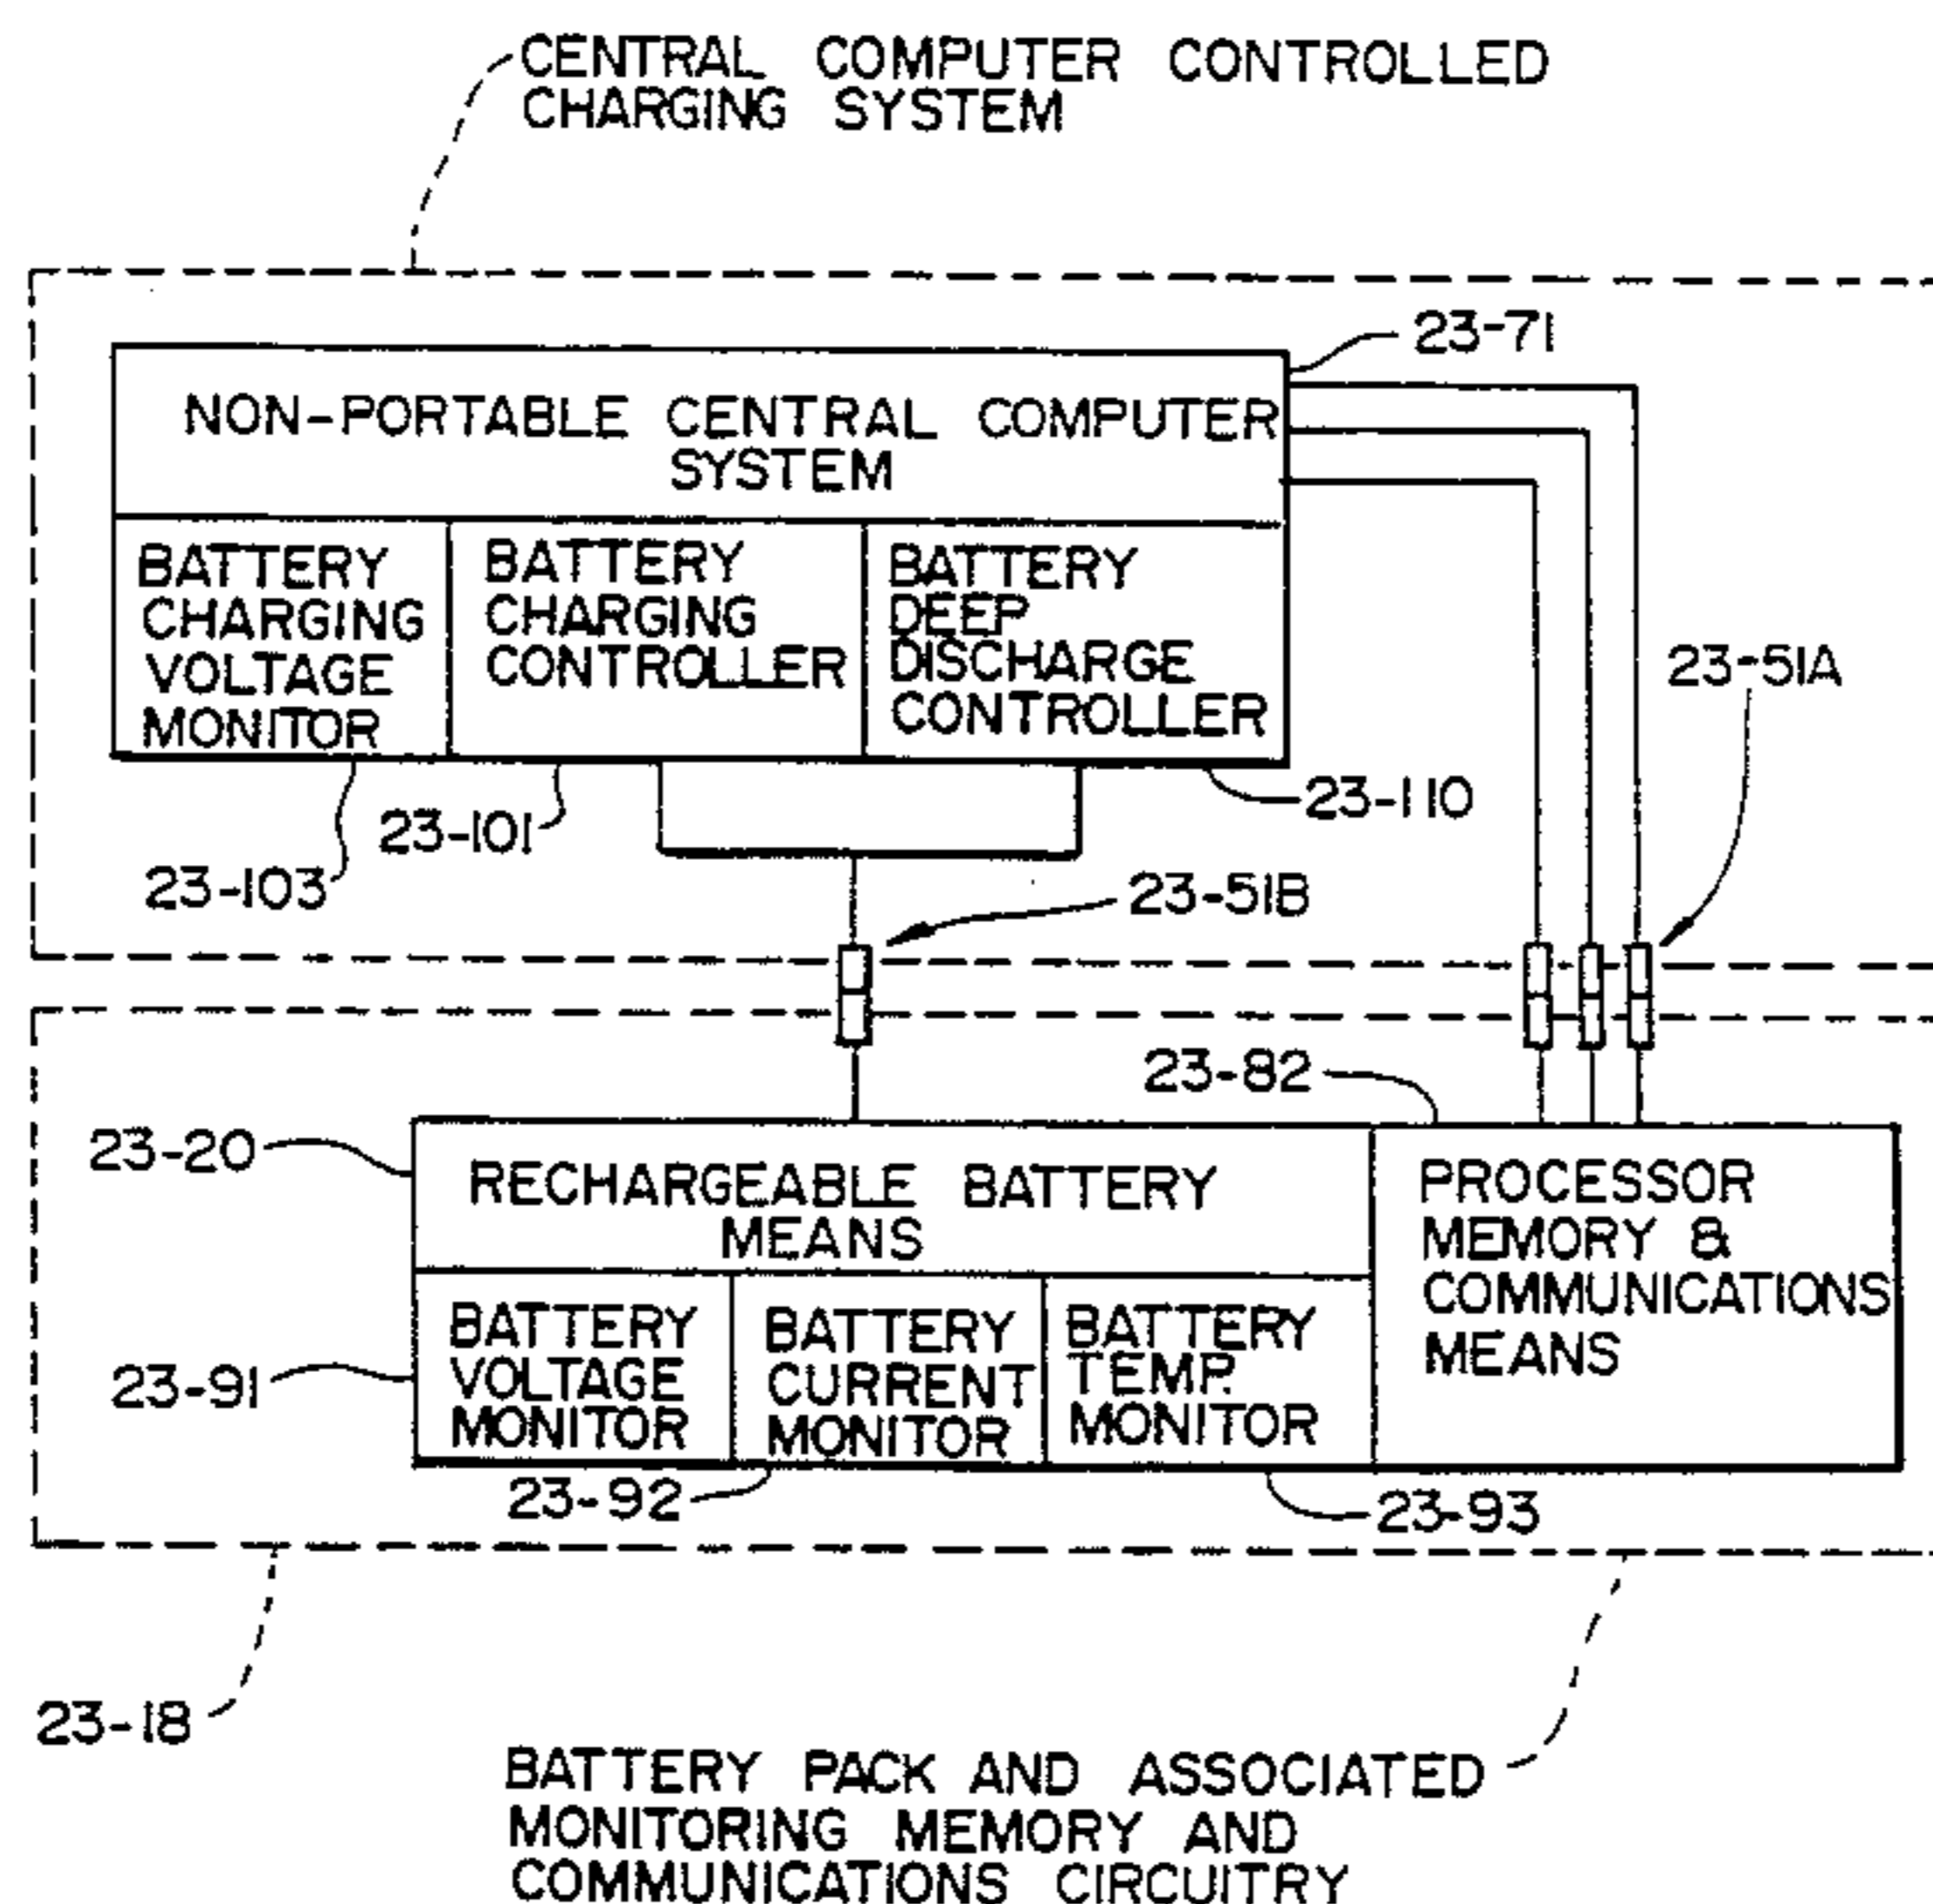 CENTRAL COMPUTER CONTROLLED
CHARGING SYSTEM
23-71
NON-PORTABLE CENTRAL COMPUTER
SYSTEM
BATTERY
CHARGING
VOLTAGE
MONITOR
BATTERY
CHARGING
CONTROLLER
BATTERY
DEEP
DISCHARGE
CONTROLLER
23-51A
23-110
23-101
23-103
23-51B
23-82
23-20
RECHARGEABLE BATTERY
MEANS
PROCESSOR
MEMORY &
COMMUNICATIONS
MEANS
23-91
BATTERY
VOLTAGE
MONITOR
BATTERY
CURRENT
MONITOR
BATTERY
TEMP.
MONITOR
23-92
23-93
23-18
BATTERY PACK AND ASSOCIATED
MONITORING MEMORY AND
COMMUNICATIONS CIRCUITRY